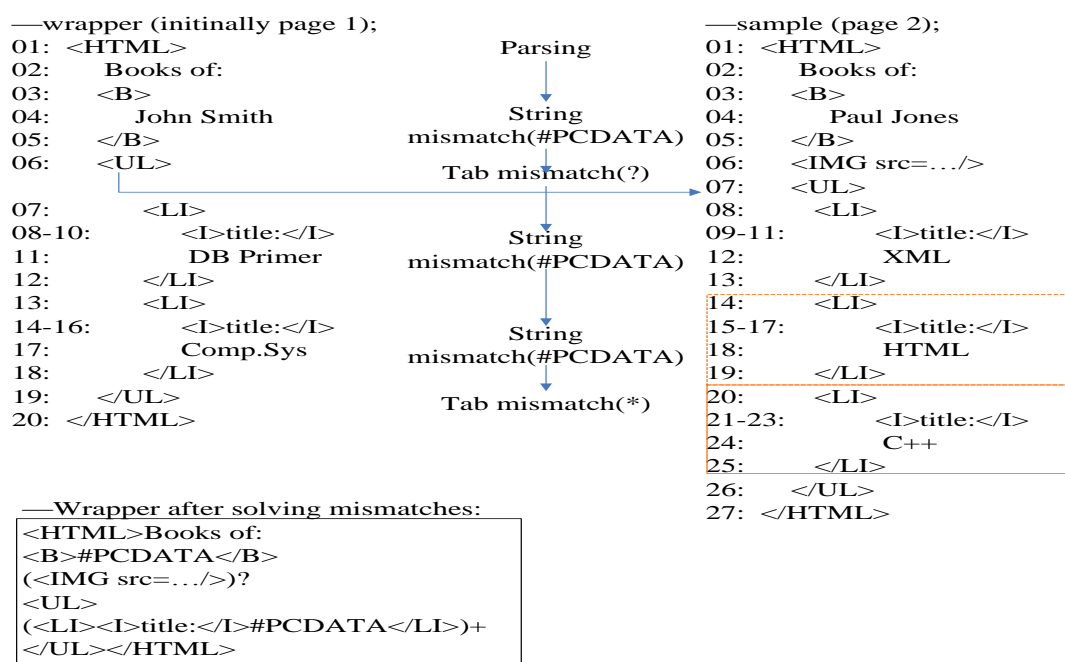 —wrapper (initinally page 1);
01: <HTML>
02: Books of:
03: <B>
04: John Smith
05: </B>
06: <UL>
07: <LI>
08-10: <I>title:</I>
11: DB Primer
12: </LI>
13: <LI>
14-16: <I>title:</I>
17: Comp.Sys
18: </LI>
19: </UL>
20: </HTML>
Parsing
String
mismatch(#PCDATA)
Tab mismatch(?)
String
mismatch(#PCDATA)
String
mismatch(#PCDATA)
Tab mismatch(*)
—sample (page 2);
01: <HTML>
02: Books of:
03: <B>
04: Paul Jones
05: </B>
06: <IMG src=…/>
07: <UL>
08: <LI>
09-11: <I>title:</I>
12: XML
13: </LI>
14: <LI>
15-17: <I>title:</I>
18: HTML
19: </LI>
20: <LI>
21-23: <I>title:</I>
24: C++
25: </LI>
26: </UL>
27: </HTML>
—Wrapper after solving mismatches:
<HTML>Books of:
<B>#PCDATA</B>
(<IMG src=…/>)?
<UL>
(<LI><I>title:</I>#PCDATA</LI>)+
</UL></HTML>